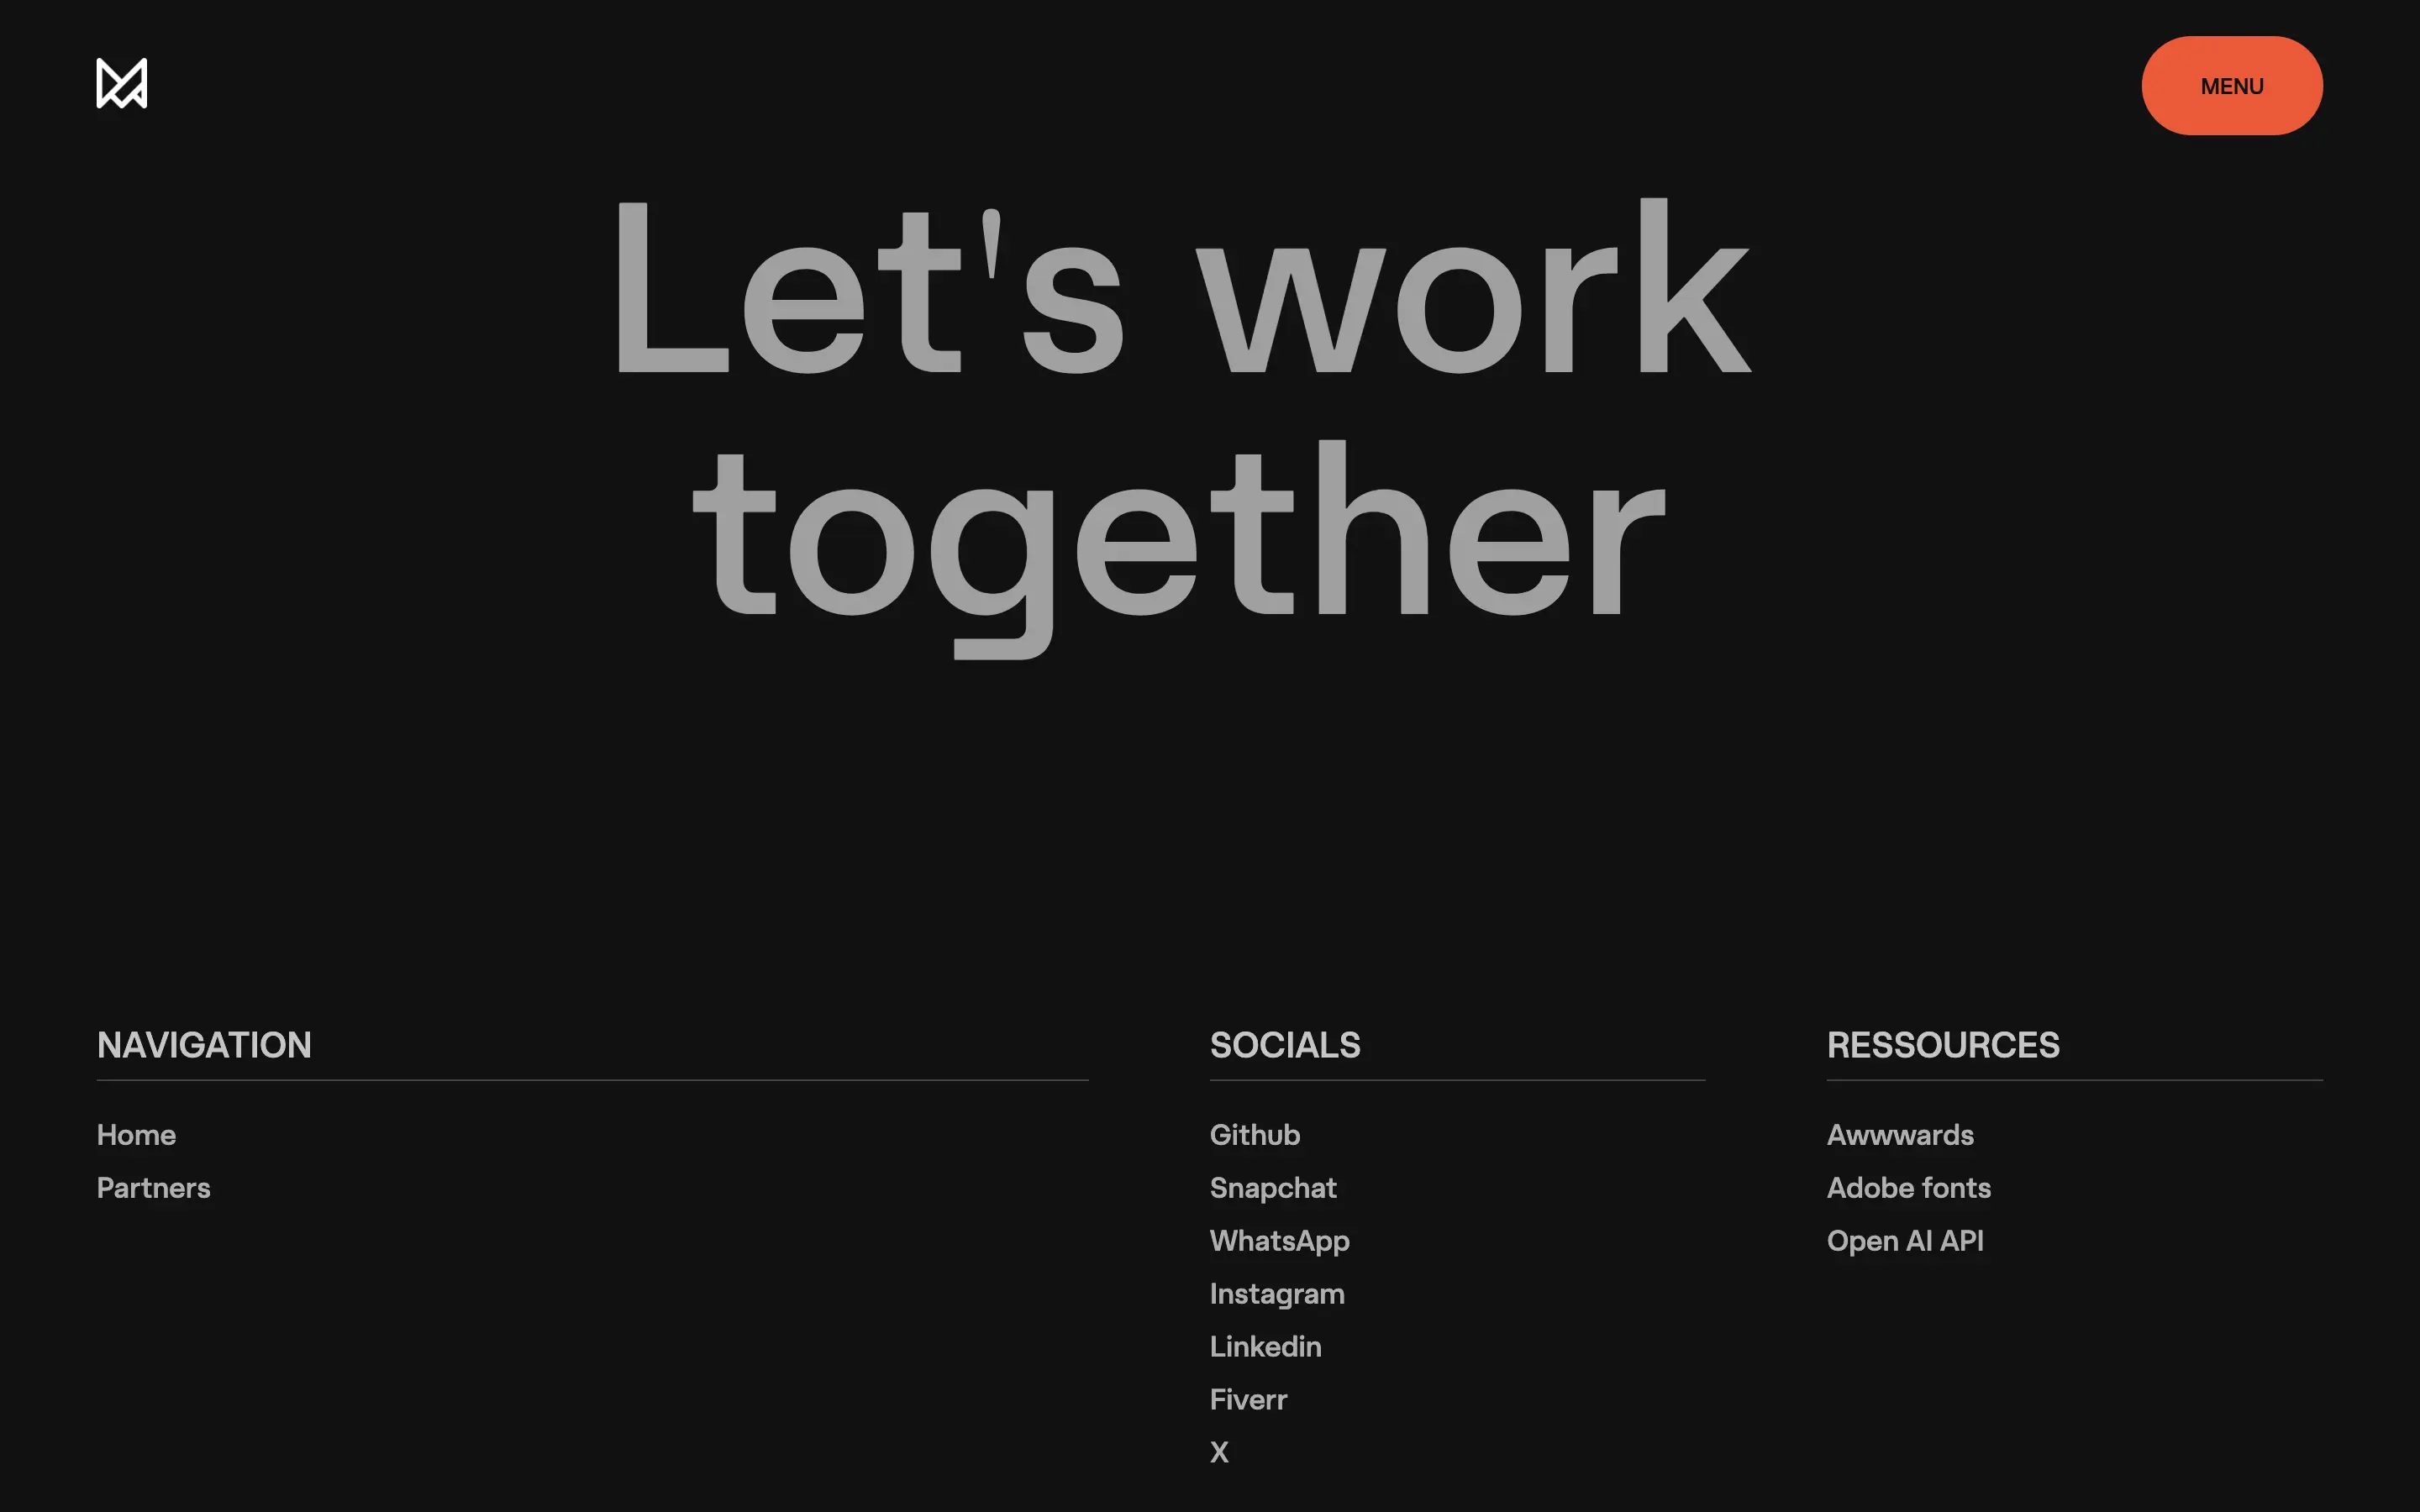 MENU
Let's work
together
NAVIGATION
Home
Partners
SOCIALS
Github
Snapchat
WhatsApp
Instagram
Linkedin
Fiverr
X
RESSOURCES
Awwwards
Adobe fonts
Open AI API